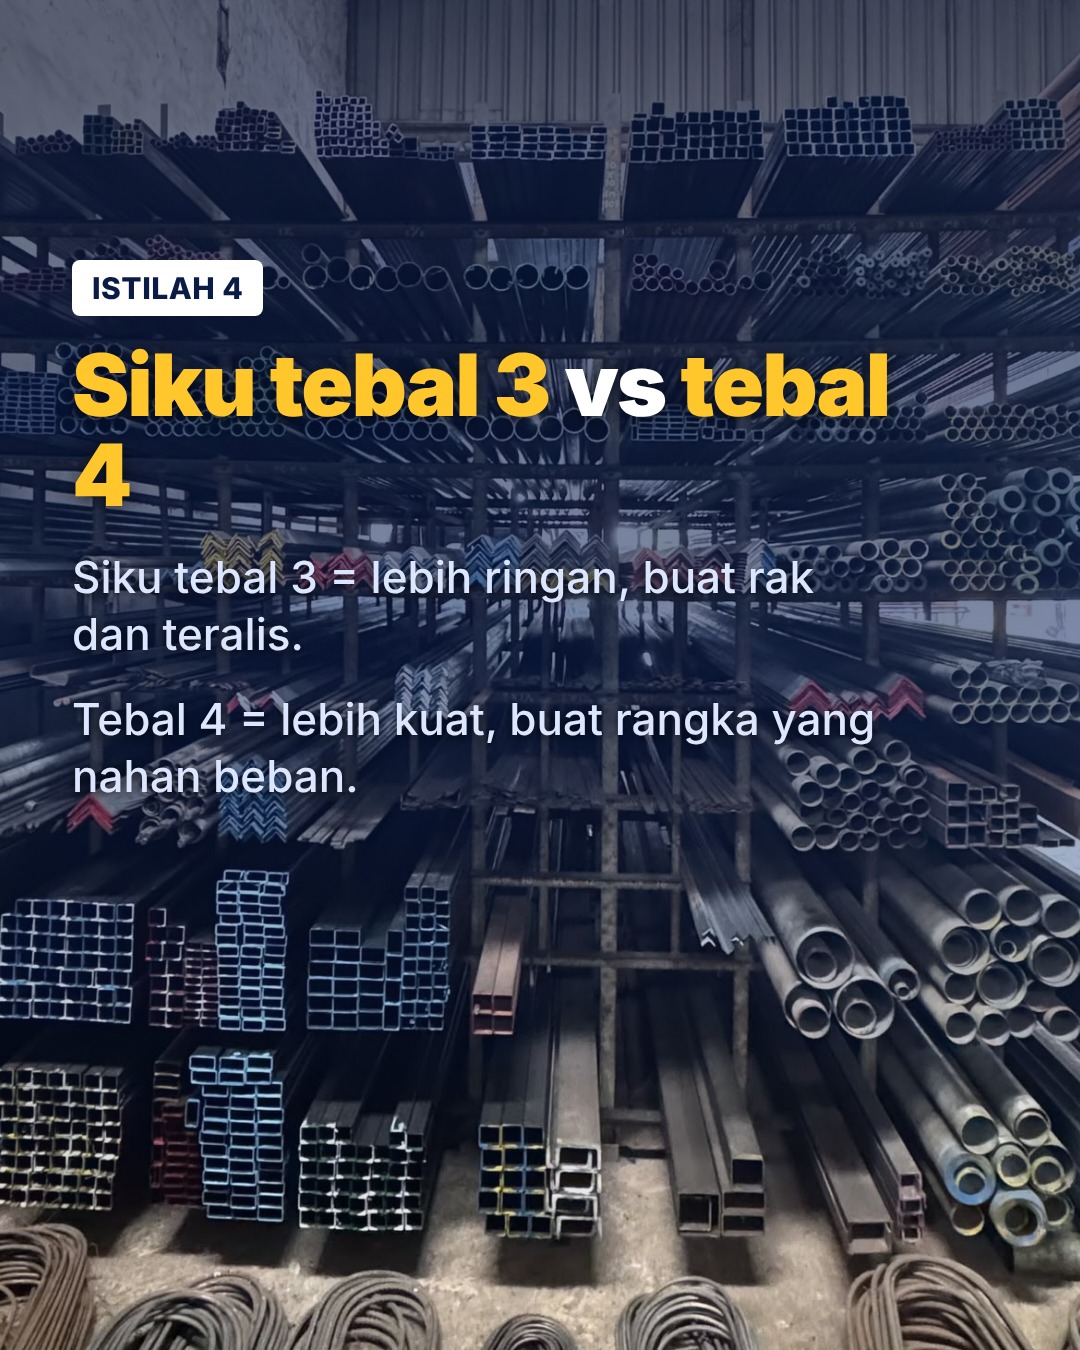 ISTILAH 4
Siku tebal 3 vs tebal
4
Siku tebal 3 = lebih ringan, buat rak
dan teralis.
Tebal 4 = lebih kuat, buat rangka yang
nahan beban.